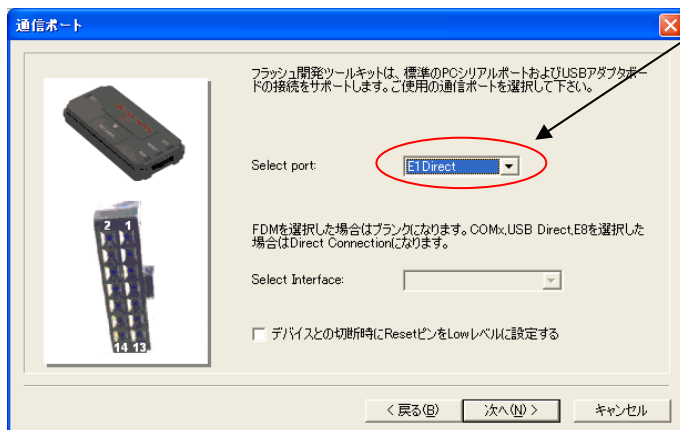 通信ポート
フラッシュ開発ツールキットは、標準のPCシリアルポートおよびUSBアダプタボー
ドの接続をサポートします。ご使用の通信ポートを選択して下さい。
Select port:
E1Direct
FDMを選択した場合はブランクになります。COMx,USB Direct,E8を選択した
場合はDirect Connectionになります。
Select Interface:
デバイスとの切断時にResetピンをLowレベルに設定する
2 1
14 13
< 戻る(B)
次へ(N) >
キャンセル